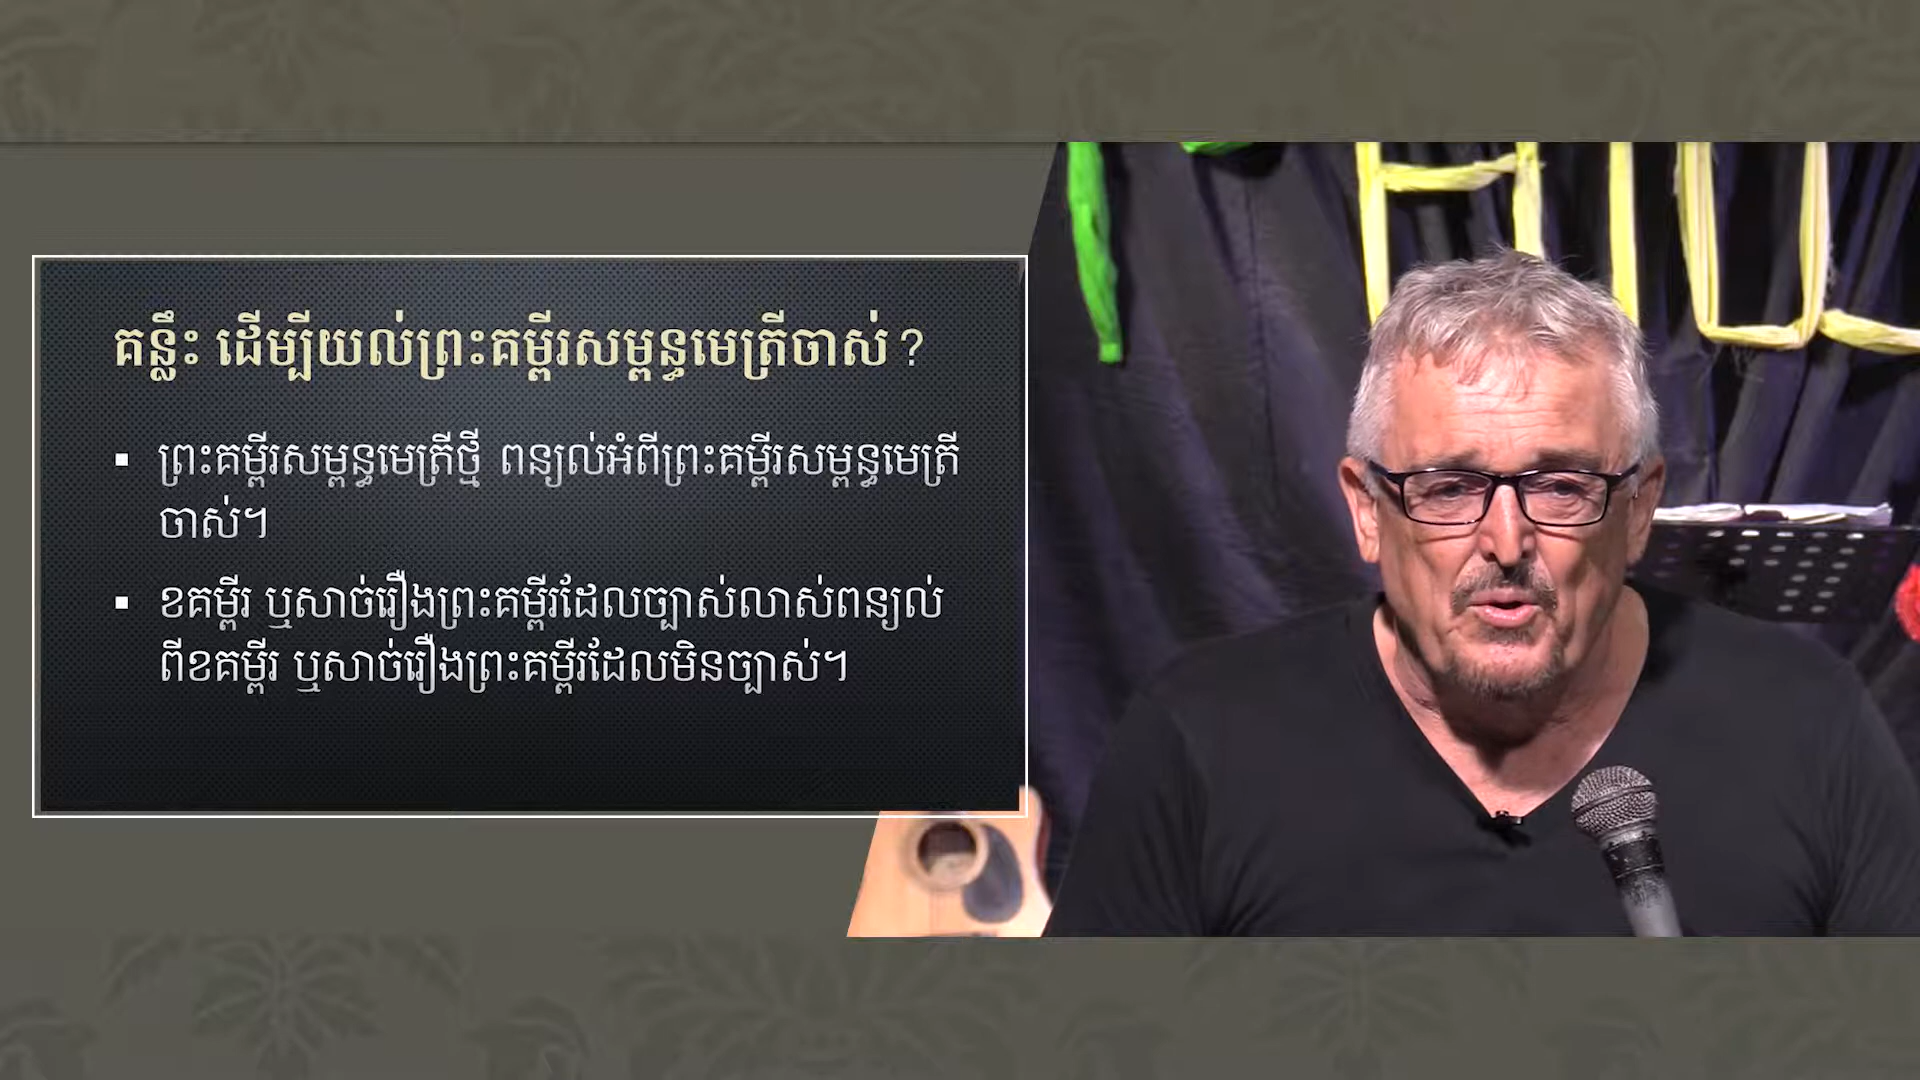 គន្លឹះ ដើម្បីយល់ព្រះគម្ពីរសម្ពន្ធមេត្រីចាស់ ?
▪ ព្រះគម្ពីរសម្ពន្ធមេត្រីថ្មី ពន្យល់អំពីព្រះគម្ពីរសម្ពន្ធមេត្រី
ចាស់។
▪ ខគម្ពីរ ឬសាច់រឿងព្រះគម្ពីរដែលច្បាស់លាស់ពន្យល់
ពីខគម្ពីរ ឬសាច់រឿងព្រះគម្ពីរដែលមិនច្បាស់។